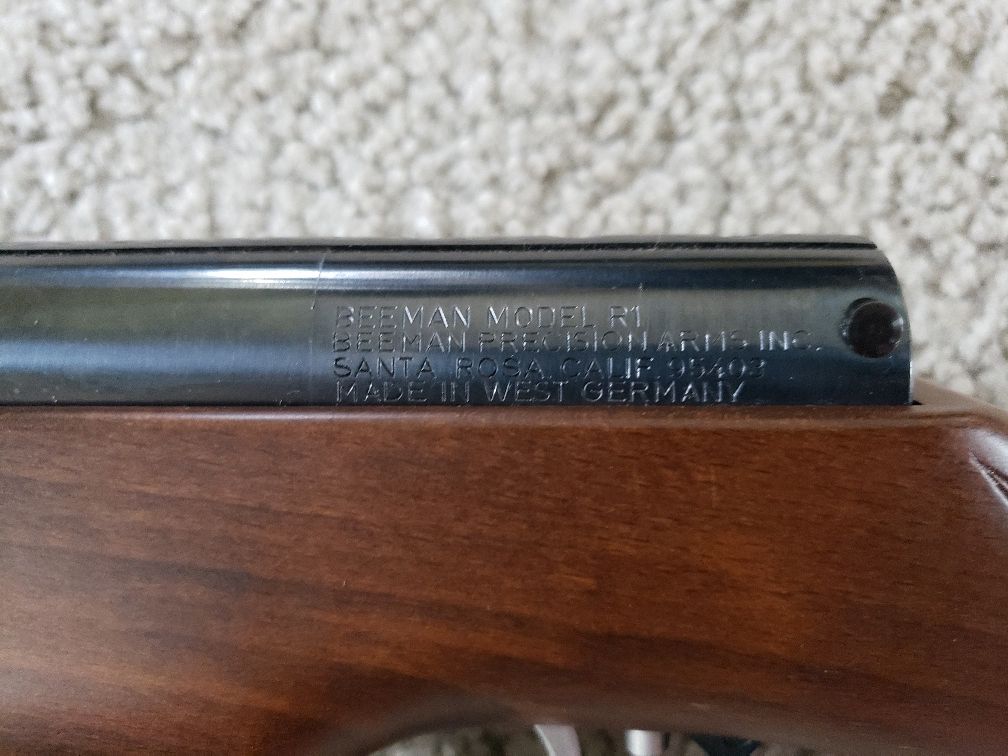 BEEMAN MODEL R1
BEEMAN PRECISION ARMS INC.
SANTA ROSA, CALIF. 95403
MADE IN WEST GERMANY